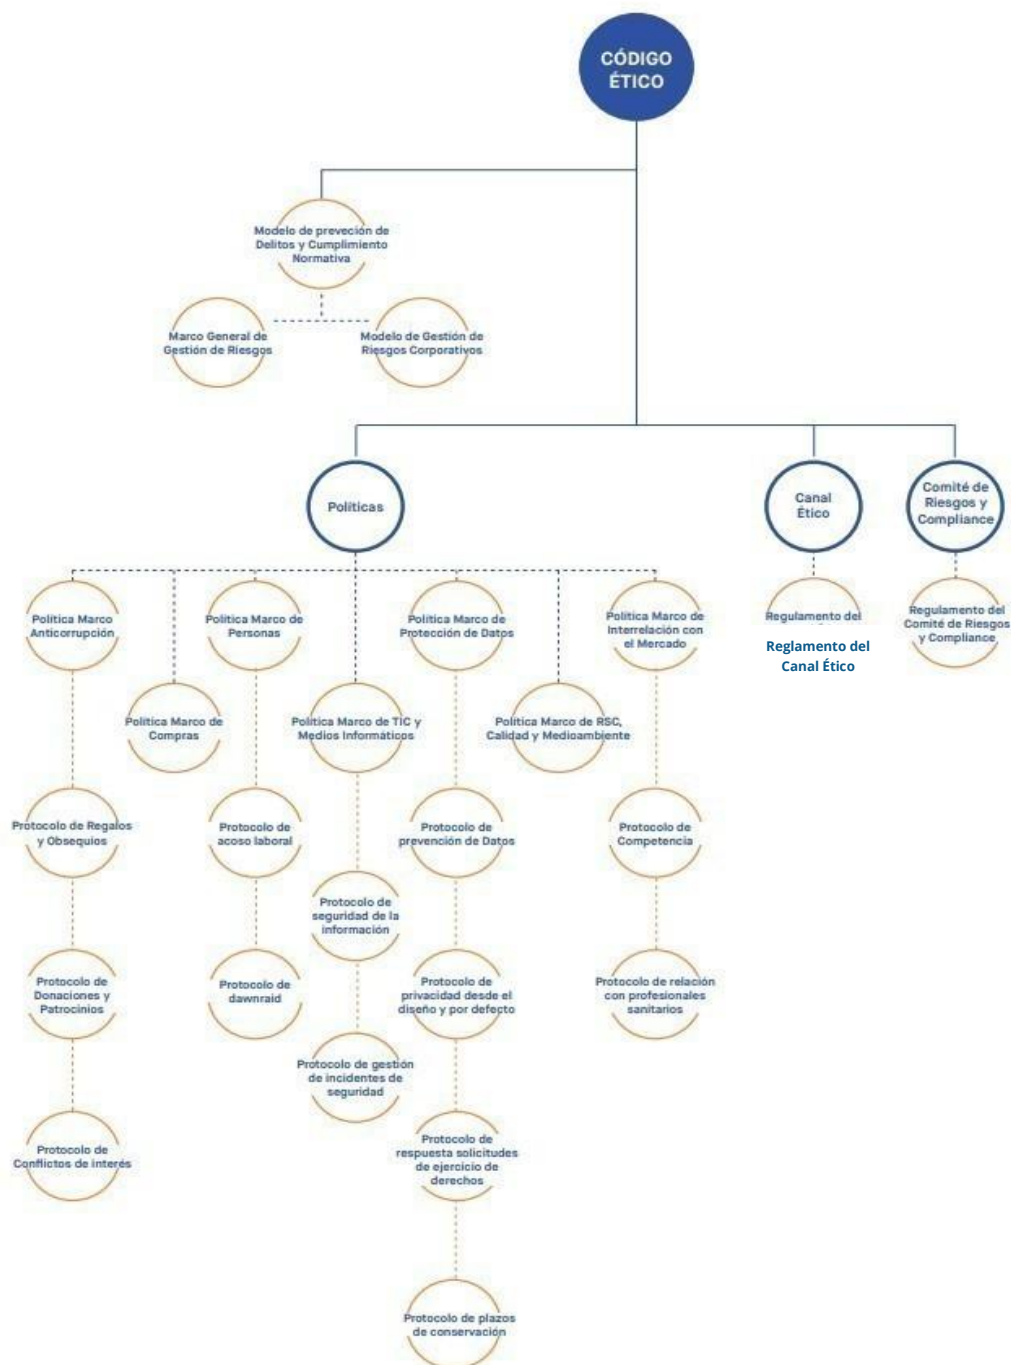 CÓDIGO
ÉTICO
Modelo de preveción de
Delitos y Cumplimiento
Normativa
Marco General de
Gestión de Riesgos
Modelo de Gestión de
Riesgos Corporativos
Políticas
Canal
Ético
Comité de
Riesgos y
Compliance
Política Marco
Anticorrupción
Política Marco de
Personas
Política Marco de
Protección de Datos
Política Marco de
Interrelación con
el Mercado
Regulamento del
Reglamento del
Canal Ético
Regulamento del
Comité de Riesgos
y Compliance
Política Marco de
Compras
Política Marco de TIC y
Medios Informáticos
Política Marco de RSC,
Calidad y Medioambiente
Protocolo de Regalos
y Obsequios
Protocolo de
acoso laboral
Protocolo de
prevención de Datos
Protocolo de
Competencia
Protocolo de
seguridad de la
información
Protocolo de
Donaciones y
Patrocinios
Protocolo de
dawnraid
Protocolo de
privacidad desde el
diseño y por defecto
Protocolo de relación
con profesionales
sanitarios
Protocolo de gestión
de incidentes de
seguridad
Protocolo de
Conflictos de interés
Protocolo de
respuesta solicitudes
de ejercicio de
derechos
Protocolo de plazos
de conservación